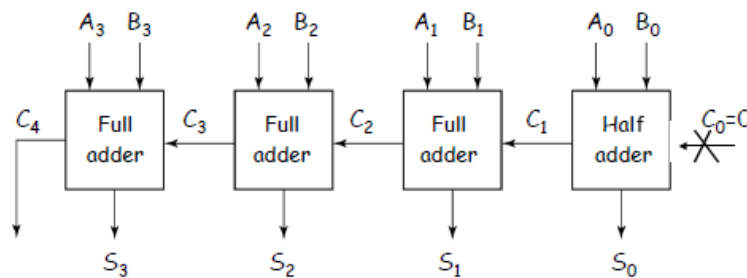 A3 B3 A2 B2 A1 B1 A0 B0
C4 Full adder C3 Full adder C2 Full adder C1 Half adder C0=0
S3 S2 S1 S0